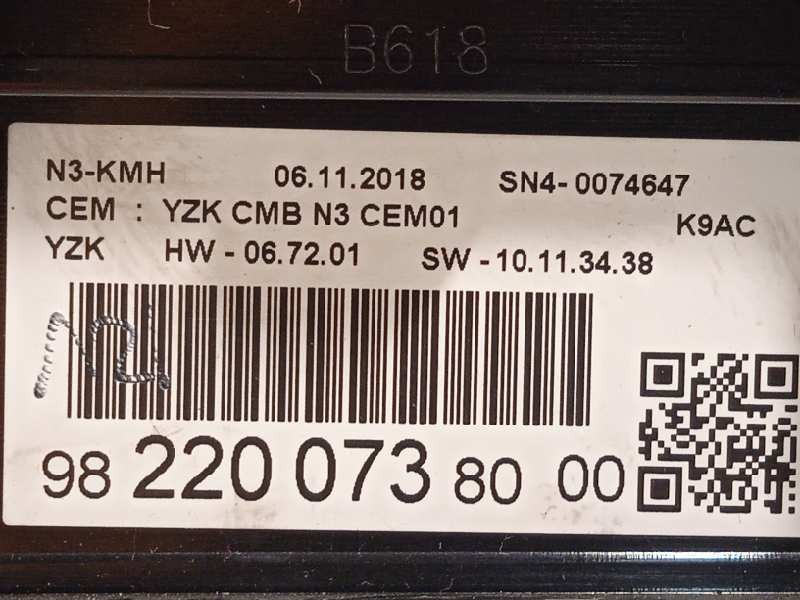 B618
N3-KMH 06.11.2018 SN4-0074647
CEM : YZK CMB N3 CEM01 K9AC
YZK HW - 06.72.01 SW - 10.11.34.38
98 220 073 80 00